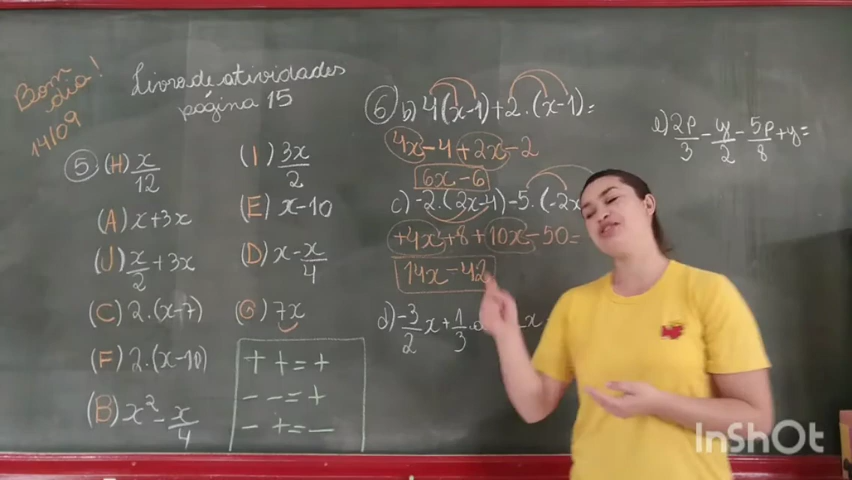 Bom dia!
14/09
Livro de atividades
página 15
5 (H) x/12
(A) x+3x
(J) x/2 + 3x
(C) 2.(x-7)
(F) 2.(x-10)
(B) x² - x/4
(I) 3x/2
(E) x-10
(D) x - x/4
(G) 7x
+ + = +
- - = +
- + = -
6 b) 4(x-1)+2.(x-1)=
4x-4+2x-2
6x-6
c) -2.(2x-4)-5.(-2x
+4x+8+10x-50=
14x-42
d) -3/2 x + 1/3
e) 2p/3 - 4y/2 - 5p/8 + y =
InShOt